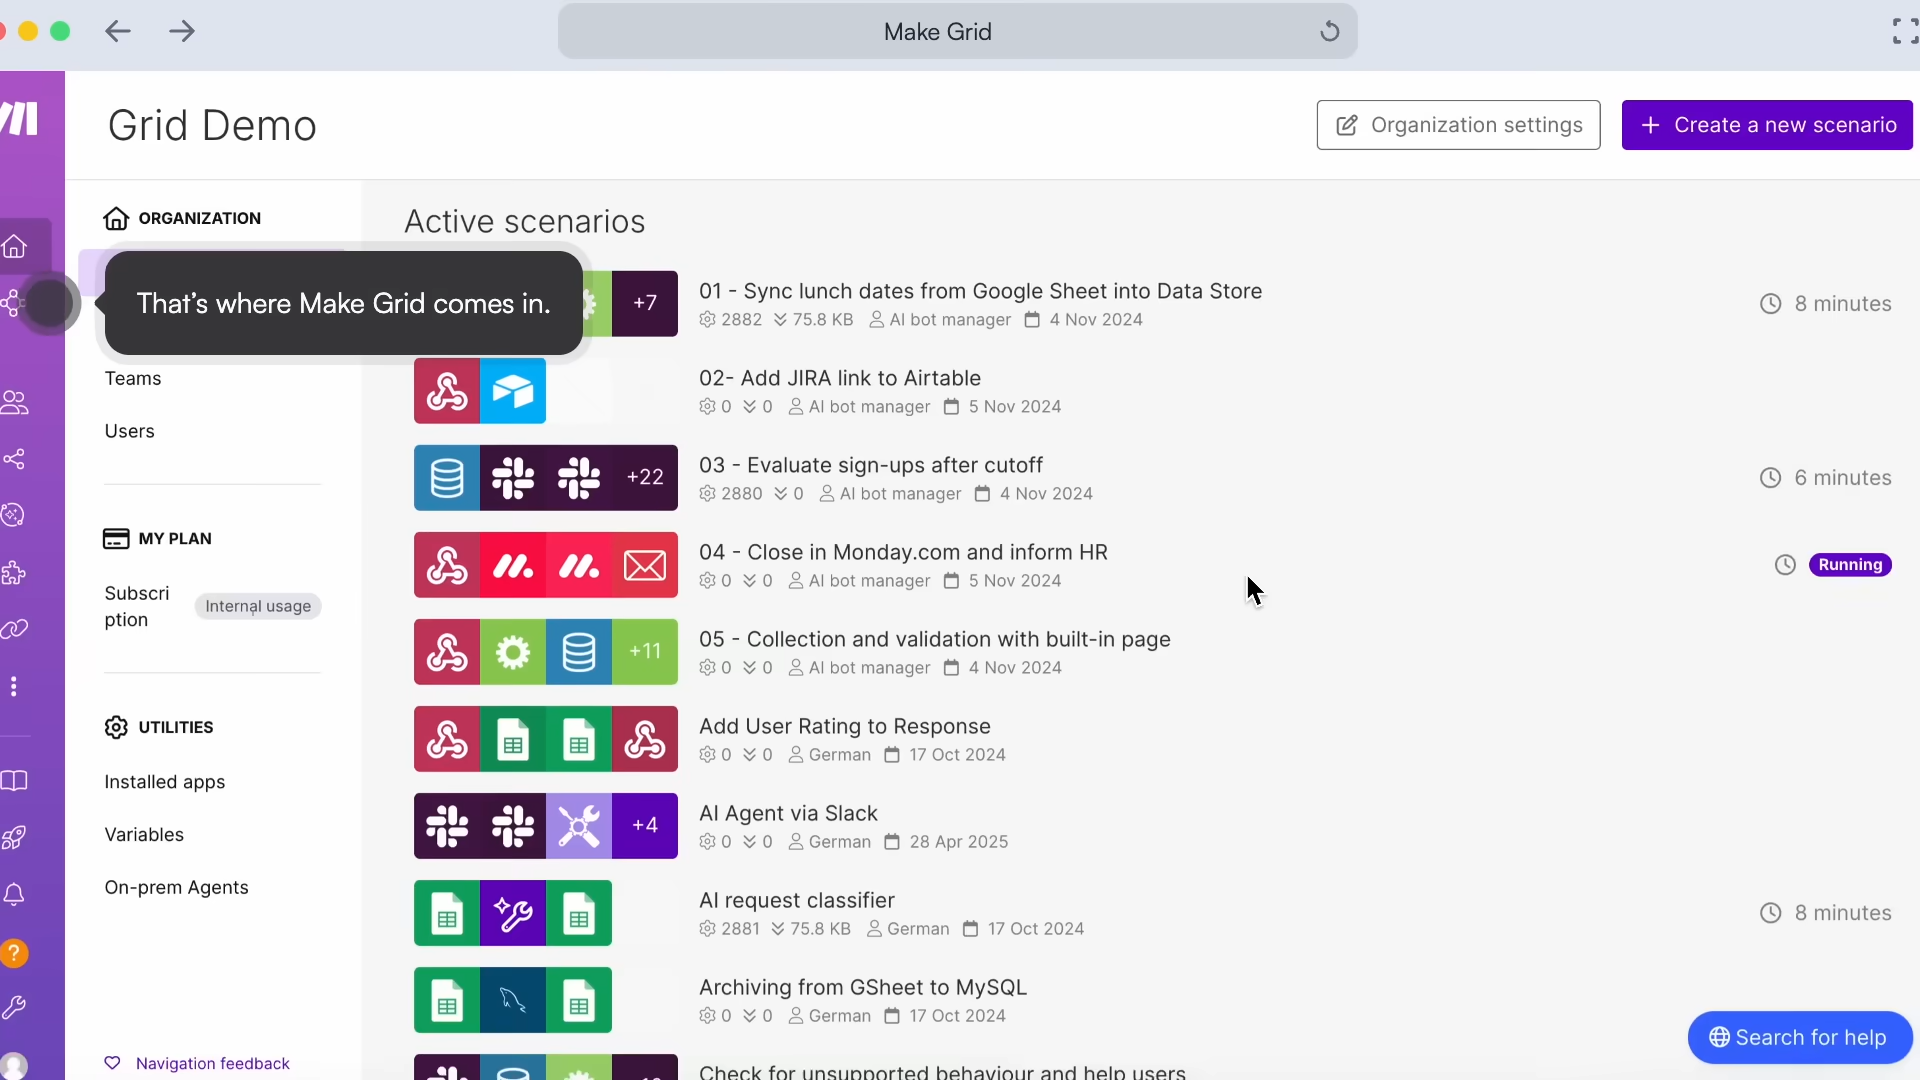 Make Grid
Grid Demo
Organization settings
+ Create a new scenario
ORGANIZATION
That's where Make Grid comes in.
Teams
Users
MY PLAN
Subscri
ption
Internal usage
UTILITIES
Installed apps
Variables
On-prem Agents
Navigation feedback
Active scenarios
+7
01 - Sync lunch dates from Google Sheet into Data Store
2882 75.8 KB AI bot manager 4 Nov 2024
8 minutes
02- Add JIRA link to Airtable
0 0 AI bot manager 5 Nov 2024
+22
03 - Evaluate sign-ups after cutoff
2880 0 AI bot manager 4 Nov 2024
6 minutes
04 - Close in Monday.com and inform HR
0 0 AI bot manager 5 Nov 2024
Running
+11
05 - Collection and validation with built-in page
0 0 AI bot manager 4 Nov 2024
Add User Rating to Response
0 0 German 17 Oct 2024
+4
AI Agent via Slack
0 0 German 28 Apr 2025
AI request classifier
2881 75.8 KB German 17 Oct 2024
8 minutes
Archiving from GSheet to MySQL
0 0 German 17 Oct 2024
Check for unsupported behaviour and help users
?
Search for help